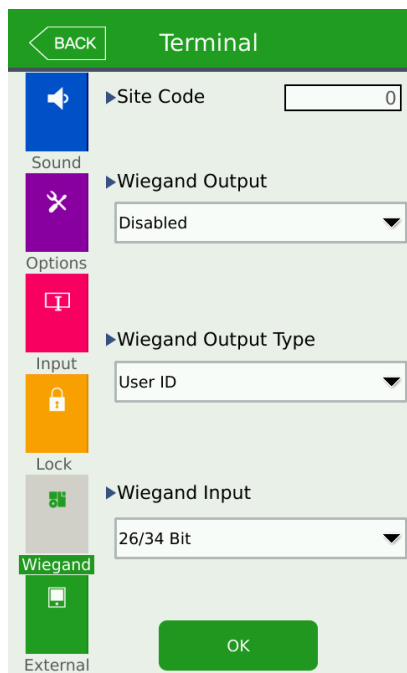 BACK
Terminal
Sound
Options
Input
Lock
Wiegand
External
Site Code
0
Wiegand Output
Disabled
Wiegand Output Type
User ID
Wiegand Input
26/34 Bit
OK